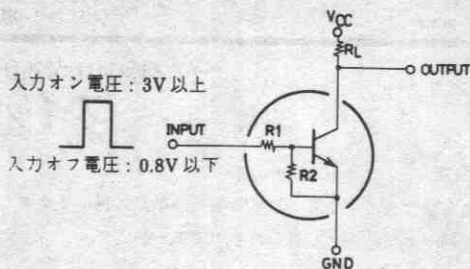 VCC
RL
入力オン電圧：3V以上
OUTPUT
INPUT
R1
入力オフ電圧：0.8V以下
R2
GND